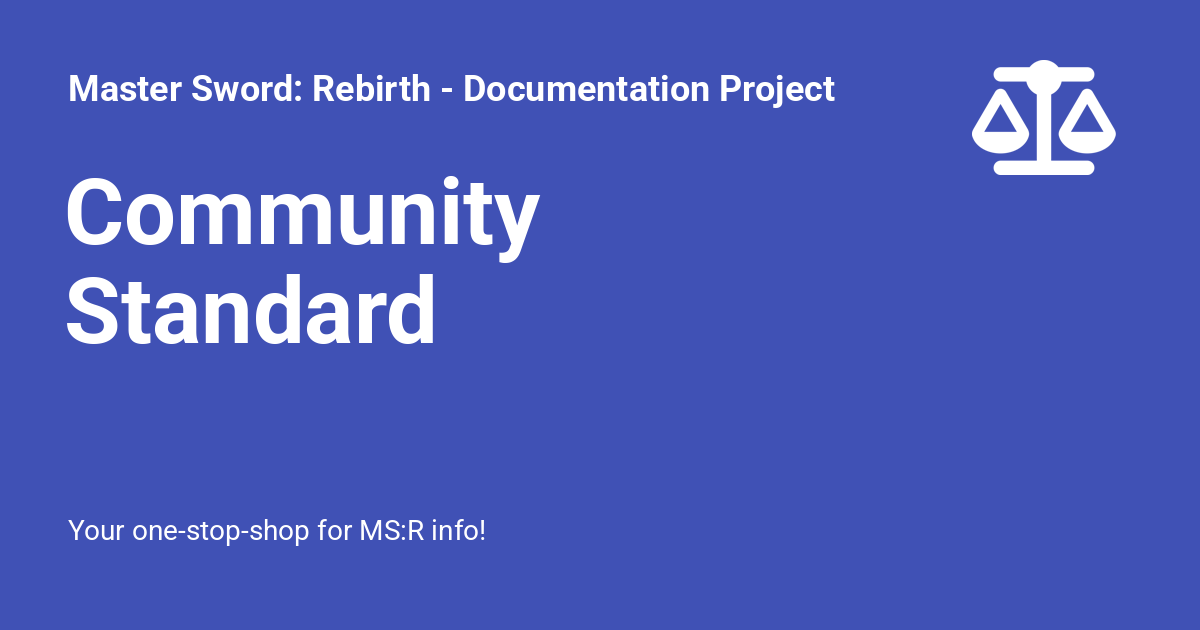 Master Sword: Rebirth - Documentation Project
Community
Standard
Your one-stop-shop for MS:R info!